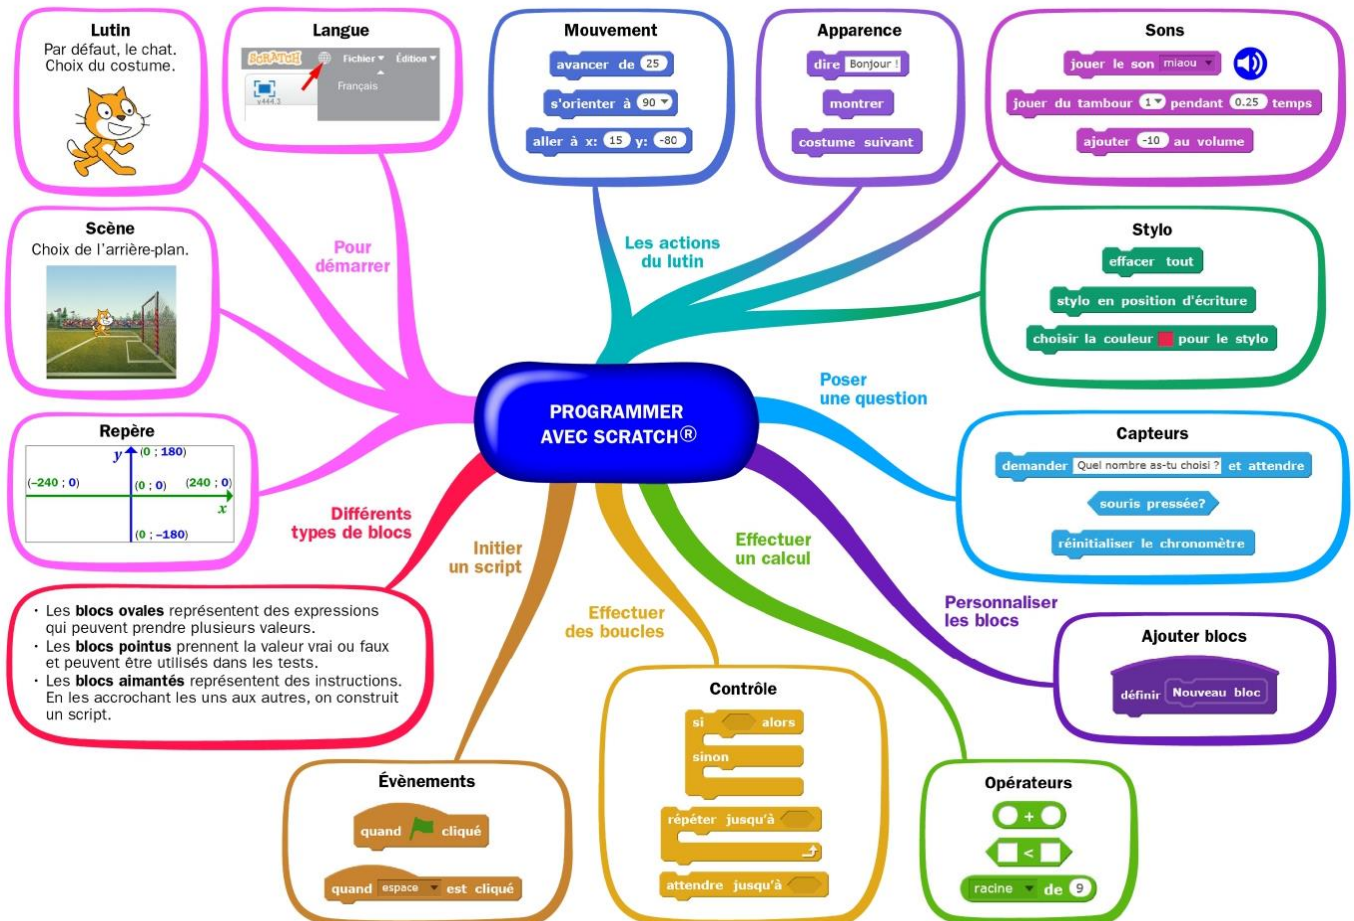 Lutin
Par défaut, le chat.
Choix du costume.
Langue
SCRATCH
Fichier
Édition
Français
v444.3
Mouvement
avancer de 25
s'orienter à 90
aller à x: 15 y: -80
Apparence
dire Bonjour !
montrer
costume suivant
Sons
jouer le son miaou
jouer du tambour 1 pendant 0.25 temps
ajouter -10 au volume
Scène
Choix de l'arrière-plan.
Pour
démarrer
Les actions
du lutin
Stylo
effacer tout
stylo en position d'écriture
choisir la couleur pour le stylo
PROGRAMMER
AVEC SCRATCH®
Poser
une question
Repère
y (0 ; 180)
(–240 ; 0) (0 ; 0) (240 ; 0)
x
(0 ; –180)
Capteurs
demander Quel nombre as-tu choisi ? et attendre
souris pressée?
réinitialiser le chronomètre
Différents
types de blocs
Initier
un script
Effectuer
des boucles
Effectuer
un calcul
Personnaliser
les blocs
· Les blocs ovales représentent des expressions
qui peuvent prendre plusieurs valeurs.
· Les blocs pointus prennent la valeur vrai ou faux
et peuvent être utilisés dans les tests.
· Les blocs aimantés représentent des instructions.
En les accrochant les uns aux autres, on construit
un script.
Ajouter blocs
définir Nouveau bloc
Évènements
quand cliqué
quand espace est cliqué
Contrôle
si alors
sinon
répéter jusqu'à
attendre jusqu'à
Opérateurs
+
<
racine de 9